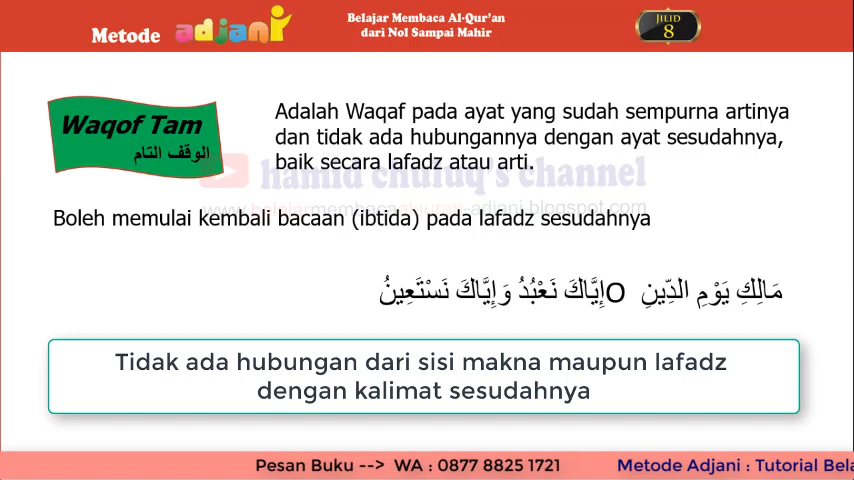 Metode adjani
Belajar Membaca Al-Qur'an
dari Nol Sampai Mahir
JILID
8
Waqof Tam
الوقف التام
Adalah Waqaf pada ayat yang sudah sempurna artinya
dan tidak ada hubungannya dengan ayat sesudahnya,
baik secara lafadz atau arti.
hamid chuluq's channel
www.belajarmembacaalquran-adjani.blogspot.com
Boleh memulai kembali bacaan (ibtida) pada lafadz sesudahnya
مَالِكِ يَوْمِ الدِّينِ O إِيَّاكَ نَعْبُدُ وَإِيَّاكَ نَسْتَعِينُ
Tidak ada hubungan dari sisi makna maupun lafadz
dengan kalimat sesudahnya
Pesan Buku --> WA : 0877 8825 1721 Metode Adjani : Tutorial Bela